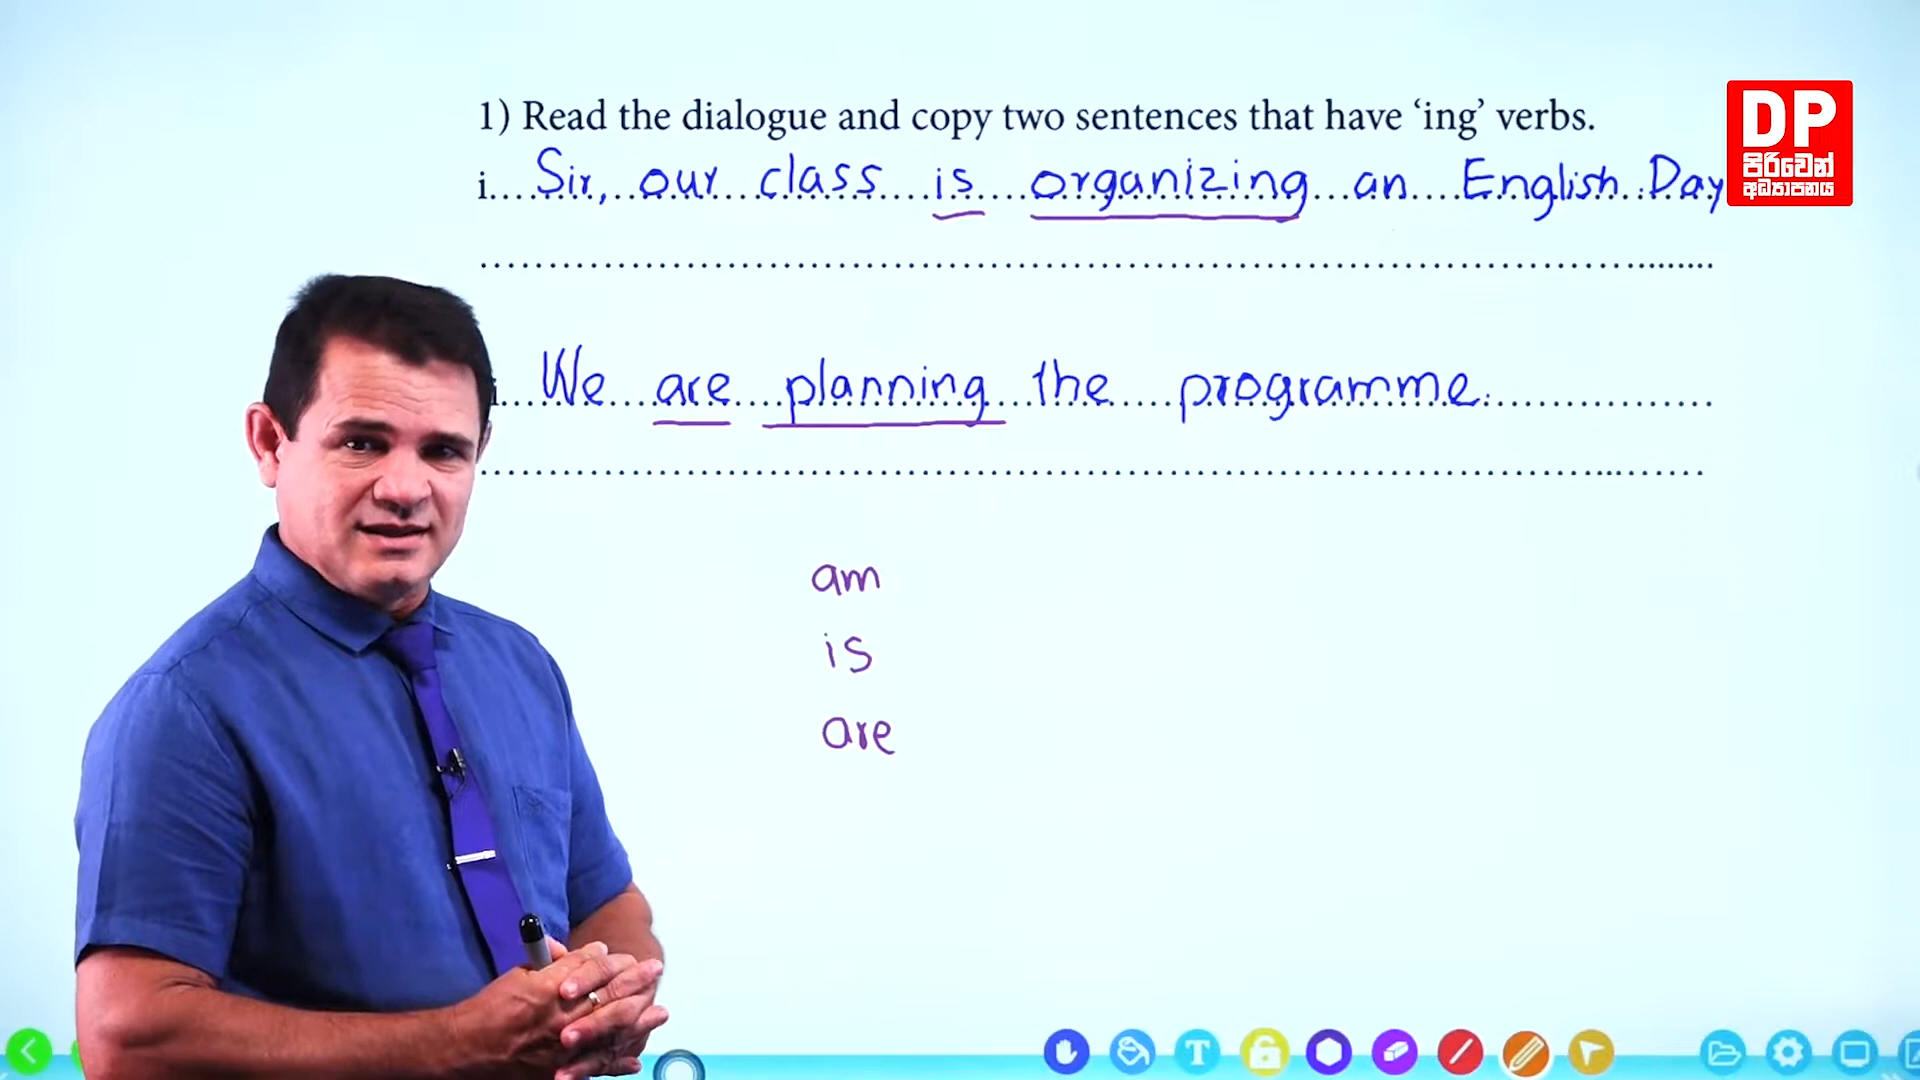 1) Read the dialogue and copy two sentences that have ‘ing’ verbs.
DP
පිරිවෙන්
අධ්‍යාපනය
i....Sir, our class is organizing an English Day
i...We are planning the programme.
am
is
are
T